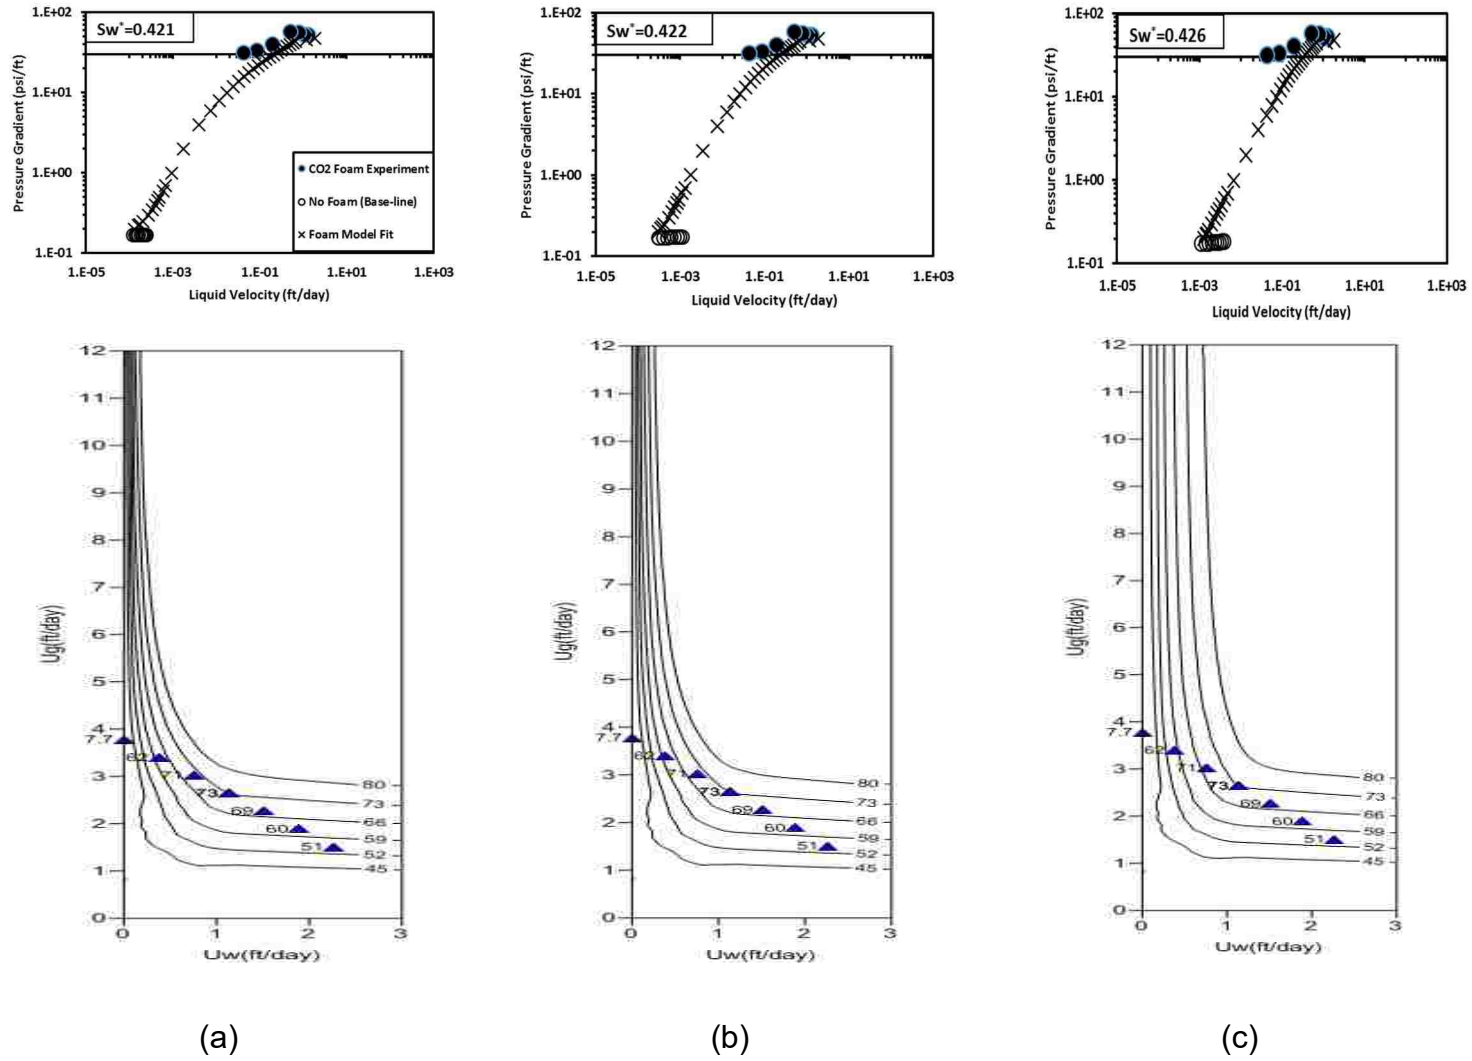 Sw*=0.421
1.E+02
1.E+01
1.E+00
1.E-01
Pressure Gradient (psi/ft)
CO2 Foam Experiment
No Foam (Base-line)
Foam Model Fit
1.E-05 1.E-03 1.E-01 1.E+01 1.E+03
Liquid Velocity (ft/day)
Sw*=0.422
1.E+02
1.E+01
1.E+00
1.E-01
Pressure Gradient (psi/ft)
1.E-05 1.E-03 1.E-01 1.E+01 1.E+03
Liquid Velocity (ft/day)
Sw*=0.426
1.E+02
1.E+01
1.E+00
1.E-01
Pressure Gradient (psi/ft)
1.E-05 1.E-03 1.E-01 1.E+01 1.E+03
Liquid Velocity (ft/day)
12
11
10
9
8
7
6
5
4
3
2
1
0
Ug(ft/day)
7.7
62
71
73
69
60
51
80
73
66
59
52
45
0 1 2 3
Uw(ft/day)
12
11
10
9
8
7
6
5
4
3
2
1
0
Ug(ft/day)
7.7
62
71
73
69
60
51
80
73
66
59
52
45
0 1 2 3
Uw(ft/day)
12
11
10
9
8
7
6
5
4
3
2
1
0
Ug(ft/day)
7.7
62
71
73
69
60
51
80
73
66
59
52
45
0 1 2 3
Uw(ft/day)
(a) (b) (c)